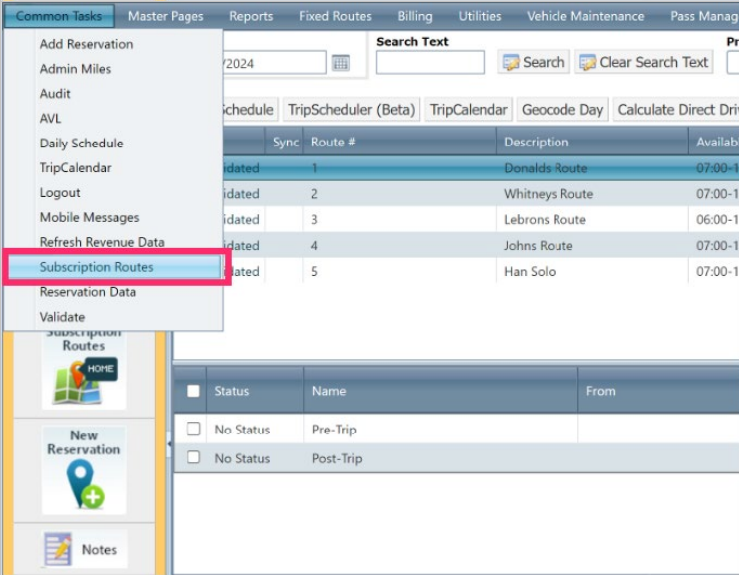 Common Tasks Master Pages Reports Fixed Routes Billing Utilities Vehicle Maintenance Pass Manag
Add Reservation
Admin Miles
Audit
AVL
Daily Schedule
TripCalendar
Logout
Mobile Messages
Refresh Revenue Data
Subscription Routes
Reservation Data
Validate
Search Text Pr
/2024 Search Clear Search Text
chedule TripScheduler (Beta) TripCalendar Geocode Day Calculate Direct Driv
Sync Route # Description Availab
idated 1 Donalds Route 07:00-1
idated 2 Whitneys Route 07:00-1
idated 3 Lebrons Route 06:00-1
idated 4 Johns Route 07:00-1
idated 5 Han Solo 07:00-1
Subscription
Routes
HOME
New
Reservation
Notes
Status Name From
No Status Pre-Trip
No Status Post-Trip